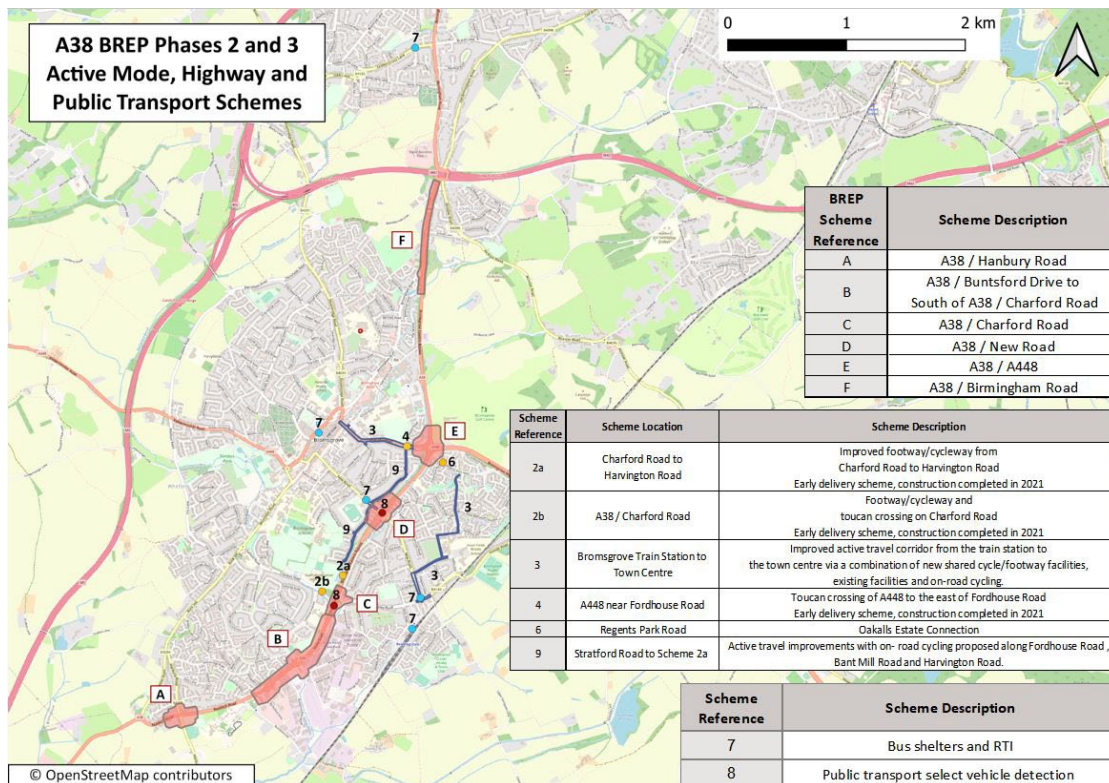 A38 BREP Phases 2 and 3
Active Mode, Highway and
Public Transport Schemes
0 1 2 km
7
F
BREP
Scheme
Reference
Scheme Description
A
A38 / Hanbury Road
B
A38 / Buntsford Drive to
South of A38 / Charford Road
C
A38 / Charford Road
D
A38 / New Road
E
A38 / A448
F
A38 / Birmingham Road
7
Bromsgrove
3
4
E
6
9
7
8
D
3
9
2a
2b
3
8
C
7
7
B
A
Scheme
Reference
Scheme Location
Scheme Description
2a
Charford Road to
Harvington Road
Improved footway/cycleway from
Charford Road to Harvington Road
Early delivery scheme, construction completed in 2021
2b
A38 / Charford Road
Footway/cycleway and
toucan crossing on Charford Road
Early delivery scheme, construction completed in 2021
3
Bromsgrove Train Station to
Town Centre
Improved active travel corridor from the train station to
the town centre via a combination of new shared cycle/footway facilities,
existing facilities and on-road cycling.
4
A448 near Fordhouse Road
Toucan crossing of A448 to the east of Fordhouse Road
Early delivery scheme, construction completed in 2021
6
Regents Park Road
Oakalls Estate Connection
9
Stratford Road to Scheme 2a
Active travel improvements with on- road cycling proposed along Fordhouse Road ,
Bant Mill Road and Harvington Road.
Scheme
Reference
Scheme Description
7
Bus shelters and RTI
8
Public transport select vehicle detection
© OpenStreetMap contributors